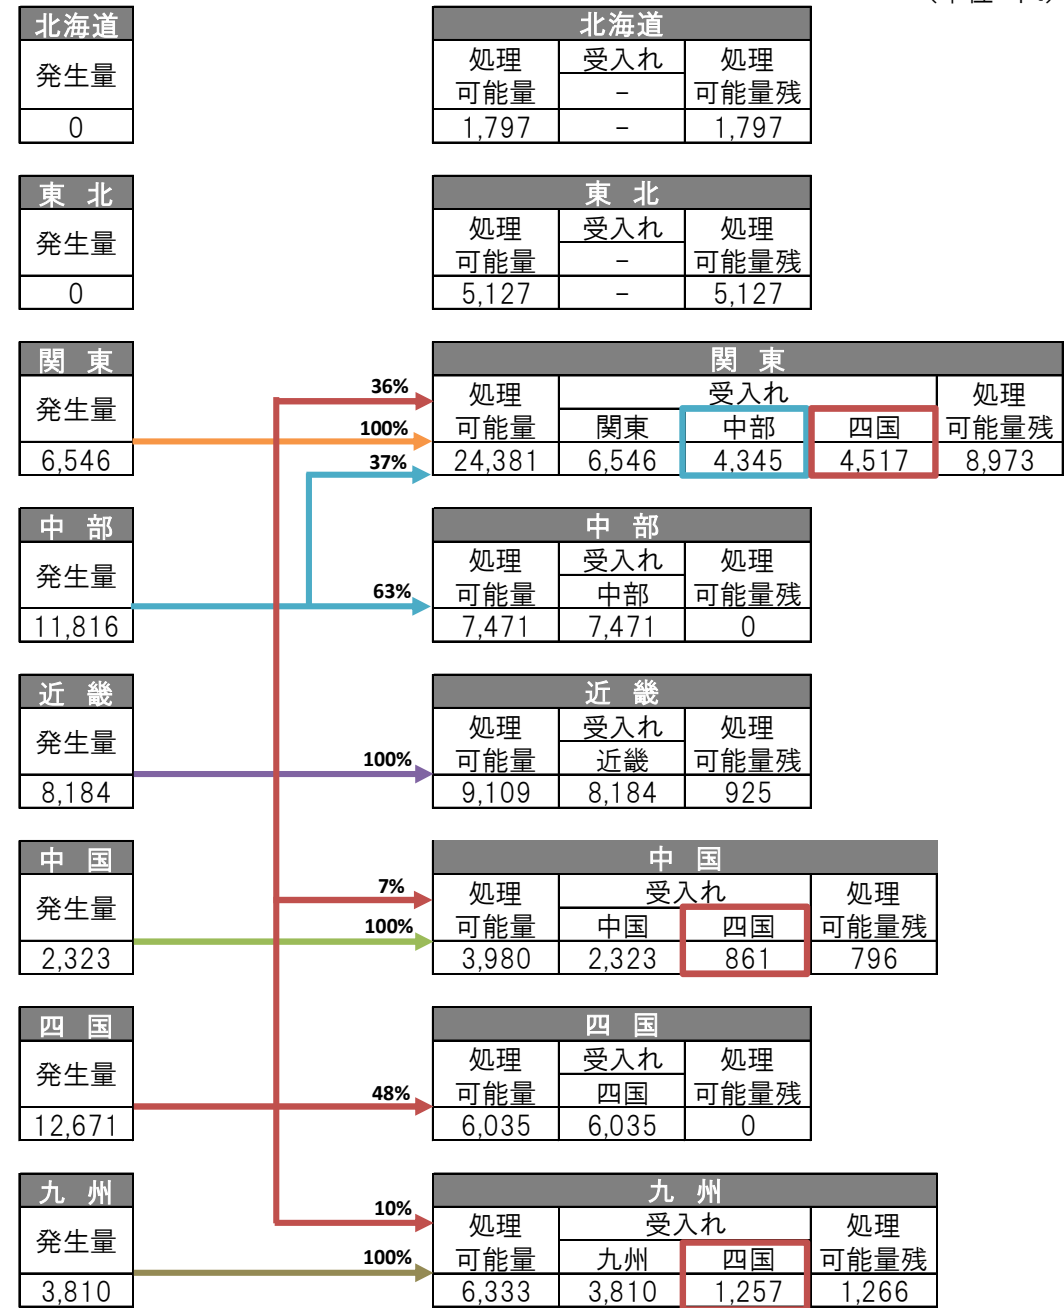 北海道
発生量
0
北海道
処理 受入れ 処理
可能量 － 可能量残
1,797 － 1,797
東 北
発生量
0
東 北
処理 受入れ 処理
可能量 － 可能量残
5,127 － 5,127
関 東
発生量
6,546
36%
100%
37%
関 東
処理 受入れ 処理
可能量 関東 中部 四国 可能量残
24,381 6,546 4,345 4,517 8,973
中 部
発生量
11,816
63%
中 部
処理 受入れ 処理
可能量 中部 可能量残
7,471 7,471 0
近 畿
発生量
8,184
100%
近 畿
処理 受入れ 処理
可能量 近畿 可能量残
9,109 8,184 925
中 国
発生量
2,323
7%
100%
中 国
処理 受入れ 処理
可能量 中国 四国 可能量残
3,980 2,323 861 796
四 国
発生量
12,671
48%
四 国
処理 受入れ 処理
可能量 四国 可能量残
6,035 6,035 0
九 州
発生量
3,810
10%
100%
九 州
処理 受入れ 処理
可能量 九州 四国 可能量残
6,333 3,810 1,257 1,266